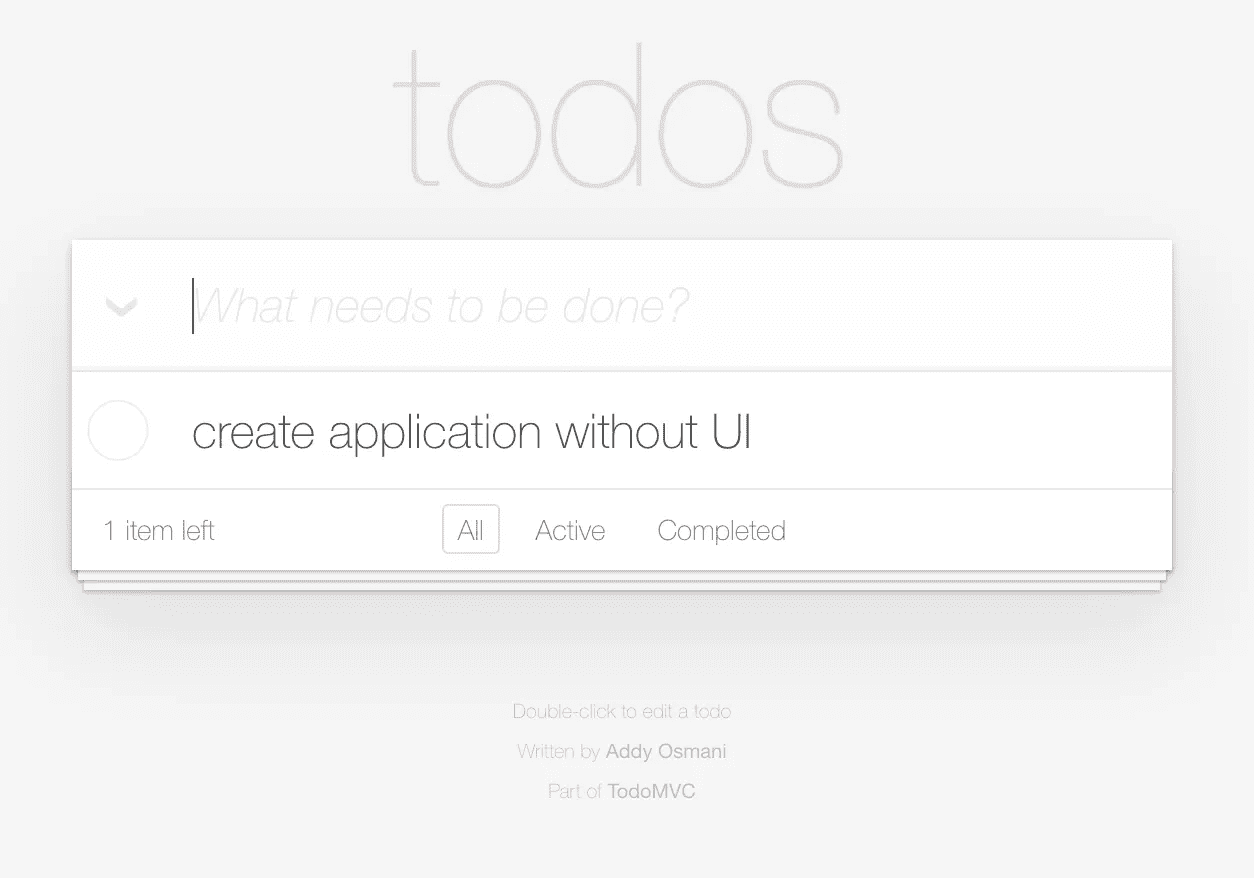 todos
What needs to be done?
create application without UI
1 item left All Active Completed
Double-click to edit a todo
Written by Addy Osmani
Part of TodoMVC